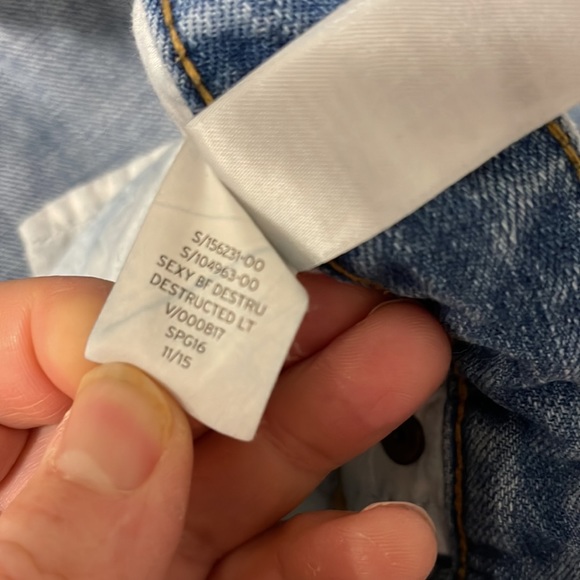 S/156231-00
S/104963-00
SEXY BF DESTRU
DESTRUCTED LT
V/000817
SPG16
11/15